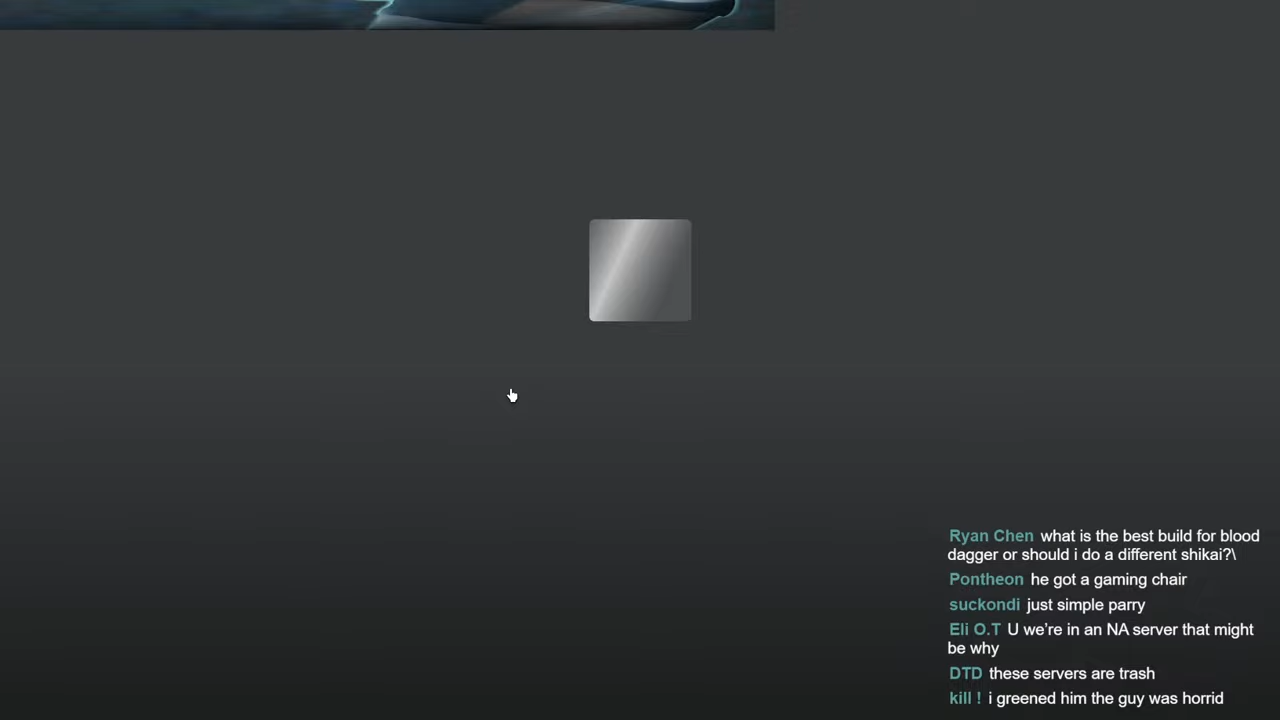 Ryan Chen what is the best build for blood
dagger or should i do a different shikai?\
Pontheon he got a gaming chair
suckondi just simple parry
Eli O.T U we’re in an NA server that might
be why
DTD these servers are trash
kill ! i greened him the guy was horrid